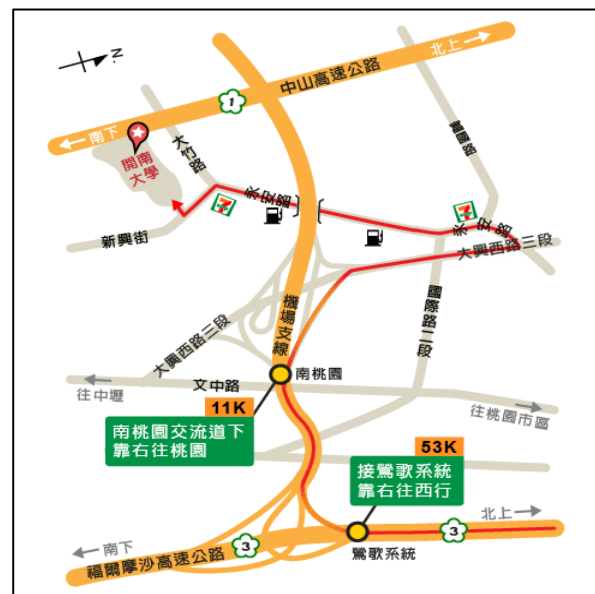 N
北上
中山高速公路
1
南下
開南
大學
大竹路
國際路
永安路
永安路
新興街
大興西路三段
機場支線
國際路二段
大興西路三段
南桃園
文中路
往中壢
往桃園市區
11K
南桃園交流道下
靠右往桃園
53K
接鶯歌系統
靠右往西行
北上
3
南下
3
鶯歌系統
福爾摩沙高速公路